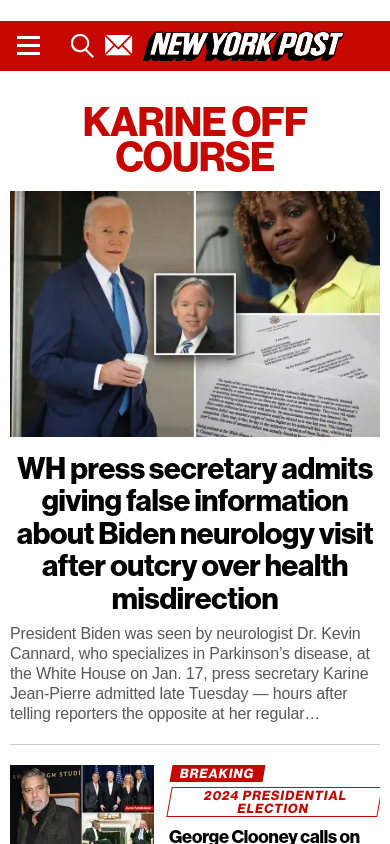 NEW YORK POST
KARINE OFF
COURSE
WH press secretary admits
giving false information
about Biden neurology visit
after outcry over health
misdirection
President Biden was seen by neurologist Dr. Kevin
Cannard, who specializes in Parkinson’s disease, at
the White House on Jan. 17, press secretary Karine
Jean-Pierre admitted late Tuesday — hours after
telling reporters the opposite at her regular…
BREAKING
2024 PRESIDENTIAL
ELECTION
George Clooney calls on